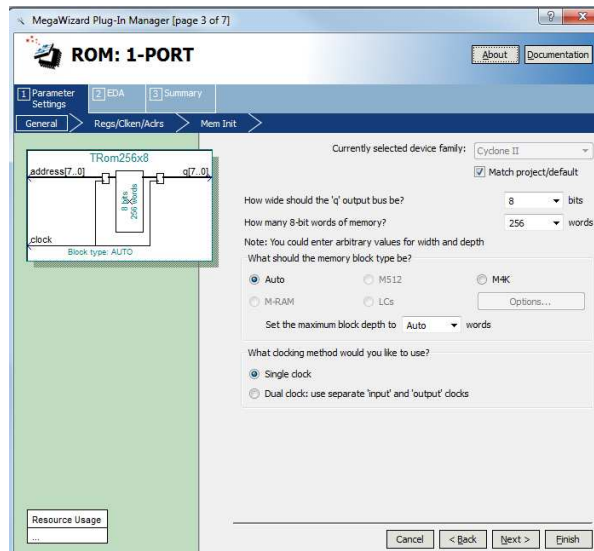 MegaWizard Plug-In Manager [page 3 of 7]
ROM: 1-PORT
About
Documentation
1 Parameter Settings
2 EDA
3 Summary
General
Regs/Clken/Adrs
Mem Init
TRom256x8
address[7..0]
q[7..0]
8 bits
256 Words
clock
Block type: AUTO
Currently selected device family:
Cyclone II
Match project/default
How wide should the 'q' output bus be?
8
bits
How many 8-bit words of memory?
256
words
Note: You could enter arbitrary values for width and depth
What should the memory block type be?
Auto
M512
M4K
M-RAM
LCs
Options...
Set the maximum block depth to
Auto
words
What clocking method would you like to use?
Single clock
Dual clock: use separate 'input' and 'output' clocks
Resource Usage
...
Cancel
< Back
Next >
Finish